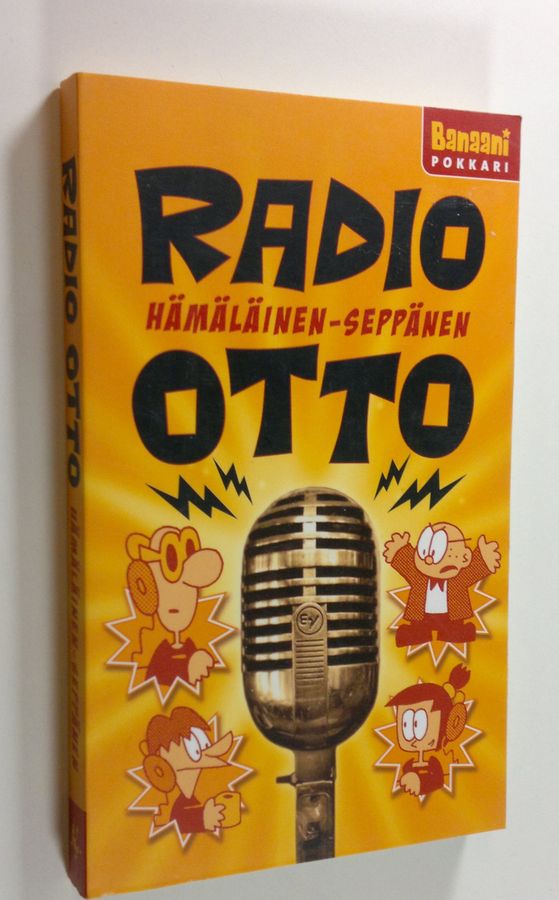 Banaani
POKKARI
RADIO
HÄMÄLÄINEN-SEPPÄNEN
OTTO
E-V
RADIO OTTO HÄMÄLÄINEN-SEPPÄNEN